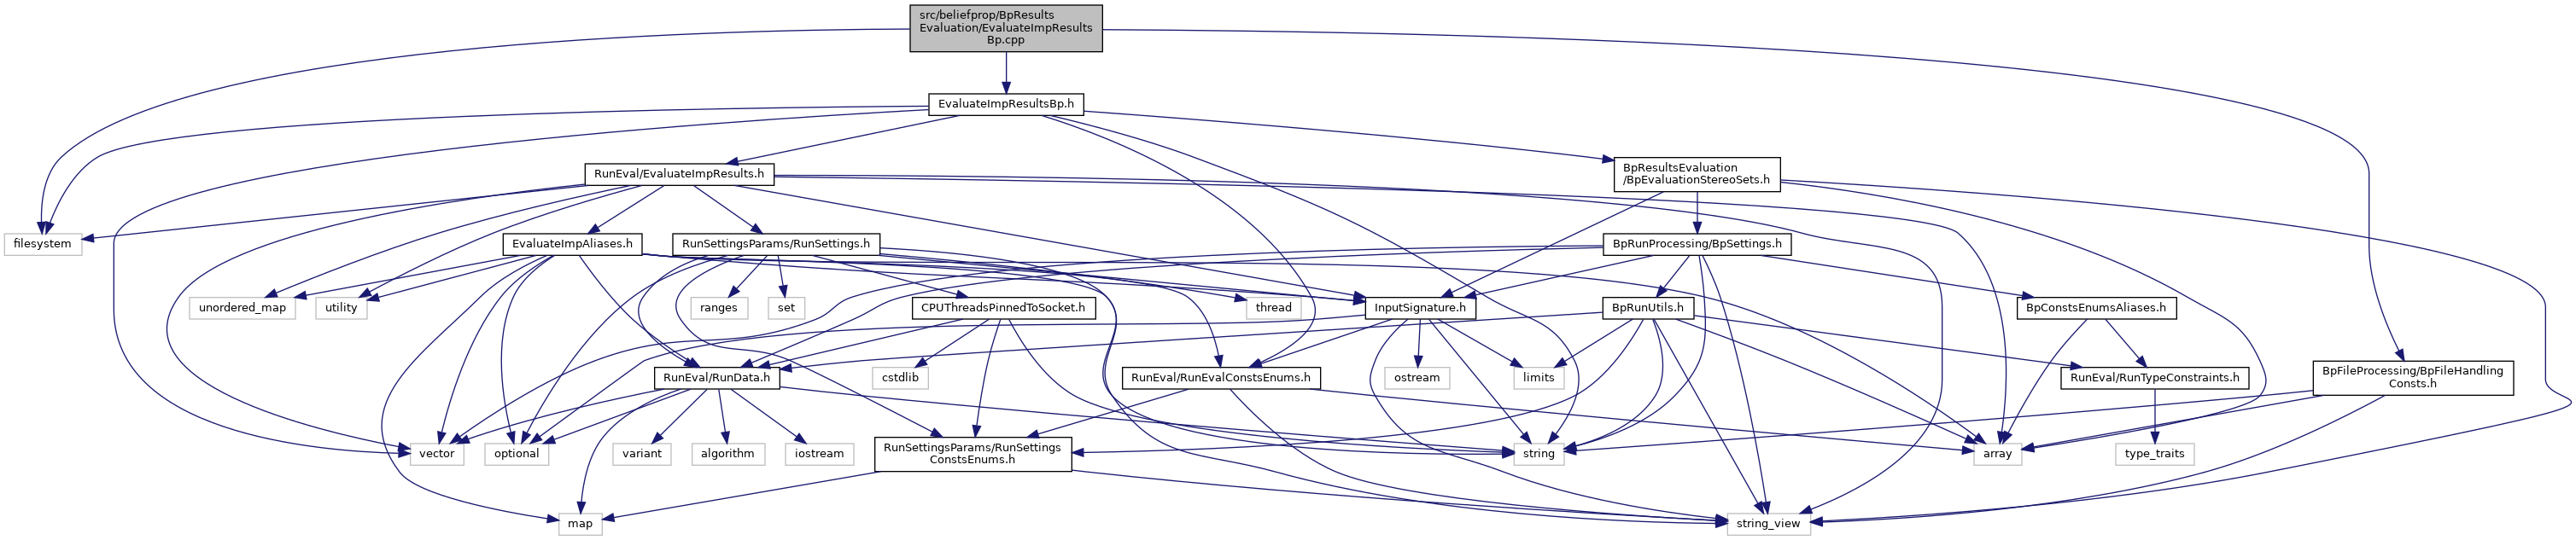 src/beliefprop/BpResults
Evaluation/EvaluateImpResults
Bp.cpp
EvaluateImpResultsBp.h
RunEval/EvaluateImpResults.h
BpResultsEvaluation
/BpEvaluationStereoSets.h
filesystem
EvaluateImpAliases.h
RunSettingsParams/RunSettings.h
BpRunProcessing/BpSettings.h
unordered_map
utility
ranges
set
CPUThreadsPinnedToSocket.h
thread
InputSignature.h
BpRunUtils.h
BpConstsEnumsAliases.h
RunEval/RunData.h
cstdlib
RunEval/RunEvalConstsEnums.h
ostream
limits
RunEval/RunTypeConstraints.h
BpFileProcessing/BpFileHandling
Consts.h
vector
optional
variant
algorithm
iostream
RunSettingsParams/RunSettings
ConstsEnums.h
string
array
type_traits
map
string_view